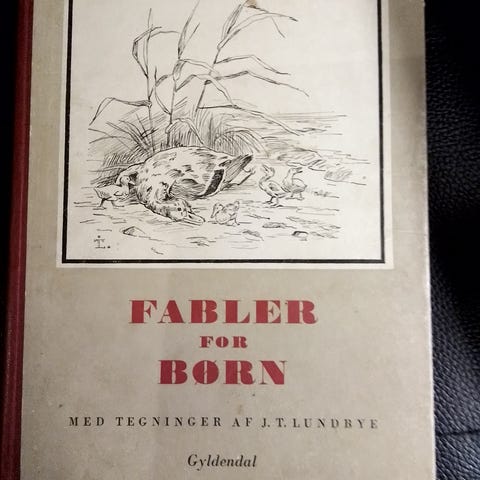 FABLER
FOR
BØRN
MED TEGNINGER AF J. T. LUNDBYE
Gyldendal